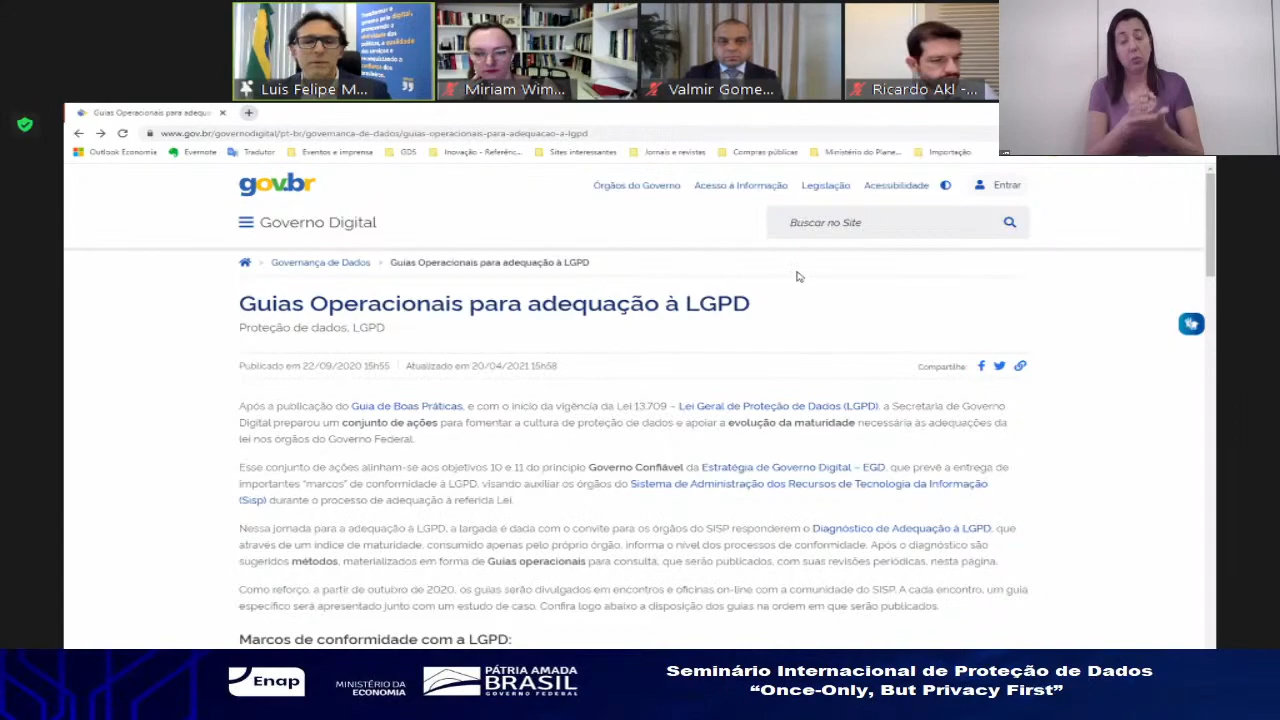 Transformar o
governo pelo digital,
promovendo a
efetividade das
políticas, a qualidade
dos serviços e
reconquistando a
confiança dos
brasileiros.
Luis Felipe M...
Miriam Wim...
Valmir Gome...
Ricardo Akl -...
Guias Operacionais para adequaç
www.gov.br/governodigital/pt-br/governanca-de-dados/guias-operacionais-para-adequacao-a-lgpd
Outlook Economia Evernote Tradutor Eventos e imprensa GDS Inovação - Referênc... Sites interessantes Jornais e revistas Compras públicas Ministério do Plane... Importação
gov.br
Órgãos do Governo Acesso à Informação Legislação Acessibilidade Entrar
Governo Digital
Buscar no Site
> Governança de Dados > Guias Operacionais para adequação à LGPD
Guias Operacionais para adequação à LGPD
Proteção de dados, LGPD
Publicado em 22/09/2020 15h55 Atualizado em 20/04/2021 15h58
Compartilhe:
Após a publicação do Guia de Boas Práticas, e com o início da vigência da Lei 13.709 – Lei Geral de Proteção de Dados (LGPD), a Secretaria de Governo
Digital preparou um conjunto de ações para fomentar a cultura de proteção de dados e apoiar a evolução da maturidade necessária às adequações da
lei nos órgãos do Governo Federal.
Esse conjunto de ações alinham-se aos objetivos 10 e 11 do princípio Governo Confiável da Estratégia de Governo Digital – EGD, que prevê a entrega de
importantes “marcos” de conformidade à LGPD, visando auxiliar os órgãos do Sistema de Administração dos Recursos de Tecnologia da Informação
(Sisp) durante o processo de adequação à referida Lei.
Nessa jornada para a adequação à LGPD, a largada é dada com o convite para os órgãos do SISP responderem o Diagnóstico de Adequação à LGPD, que
através de um índice de maturidade, consumido apenas pelo próprio órgão, informa o nível dos processos de conformidade. Após o diagnóstico são
sugeridos métodos, materializados em forma de Guias operacionais para consulta, que serão publicados, com suas revisões periódicas, nesta página.
Como reforço, a partir de outubro de 2020, os guias serão divulgados em encontros e oficinas on-line com a comunidade do SISP. A cada encontro, um guia
específico será apresentado junto com um estudo de caso. Confira logo abaixo a disposição dos guias na ordem em que serão publicados.
Marcos de conformidade com a LGPD:
Enap
MINISTÉRIO DA
ECONOMIA
PÁTRIA AMADA
BRASIL
GOVERNO FEDERAL
Seminário Internacional de Proteção de Dados
“Once-Only, But Privacy First”